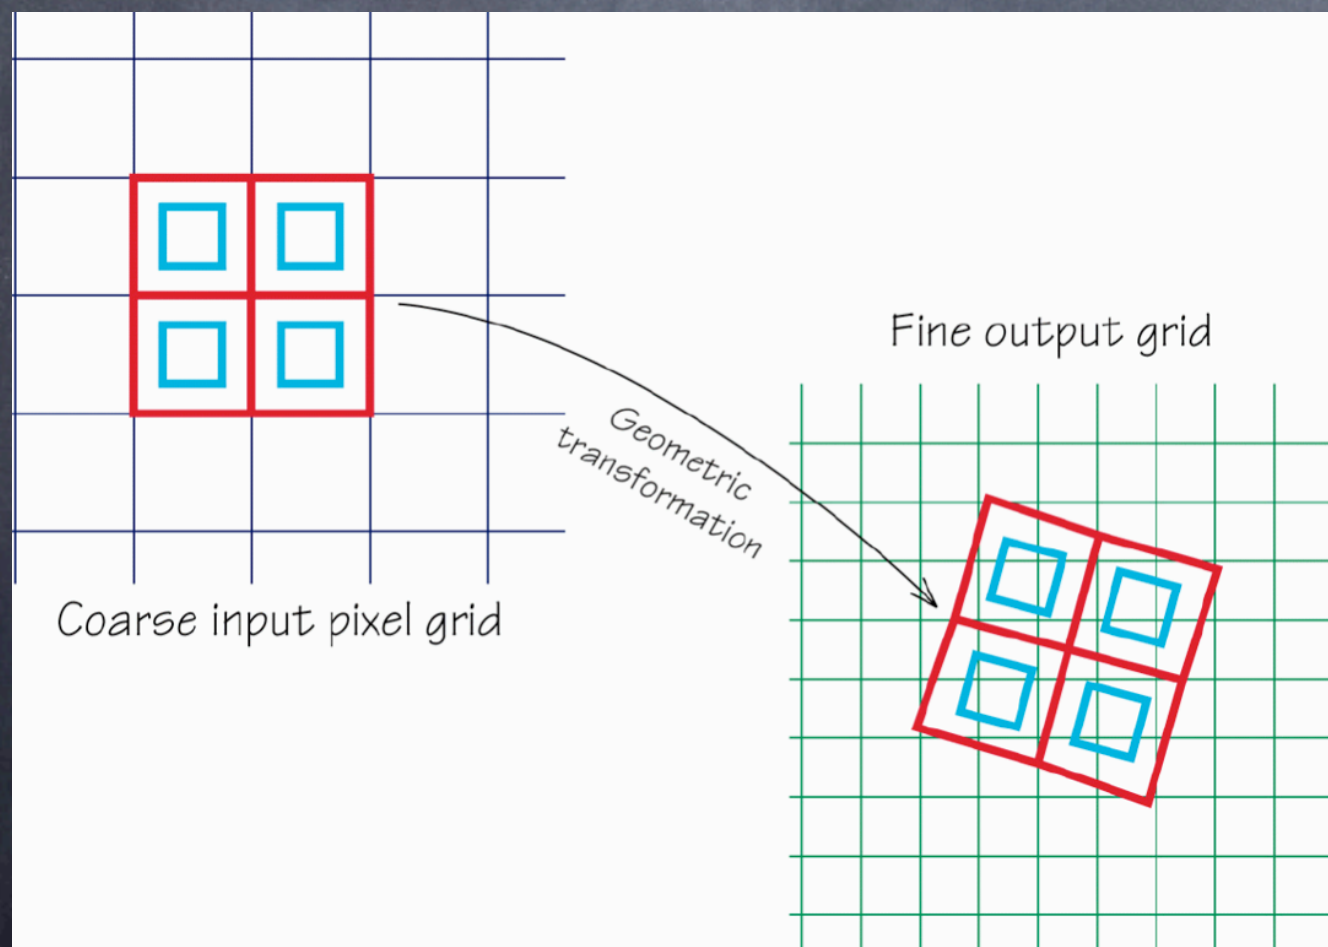 Coarse input pixel grid
Geometric
transformation
Fine output grid